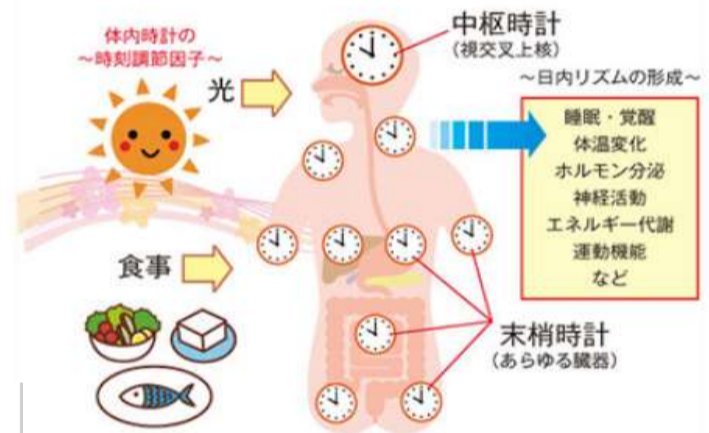 体内時計の
～時刻調節因子～
光
食事
中枢時計
（視交叉上核）
～日内リズムの形成～
睡眠・覚醒
体温変化
ホルモン分泌
神経活動
エネルギー代謝
運動機能
など
末梢時計
（あらゆる臓器）